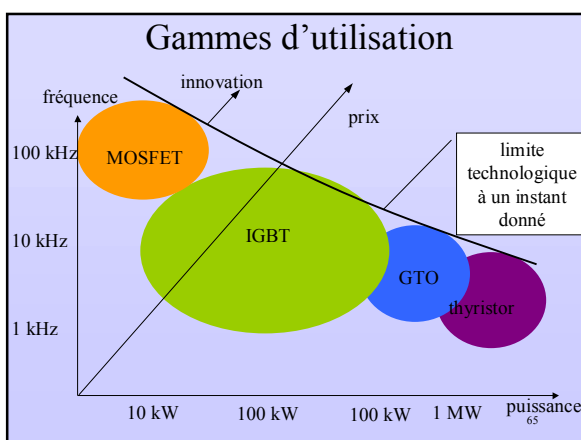 Gammes d'utilisation
innovation
fréquence
prix
100 kHz
MOSFET
limite
technologique
à un instant
donné
IGBT
10 kHz
GTO
thyristor
1 kHz
10 kW
100 kW
100 kW
1 MW
puissance
65